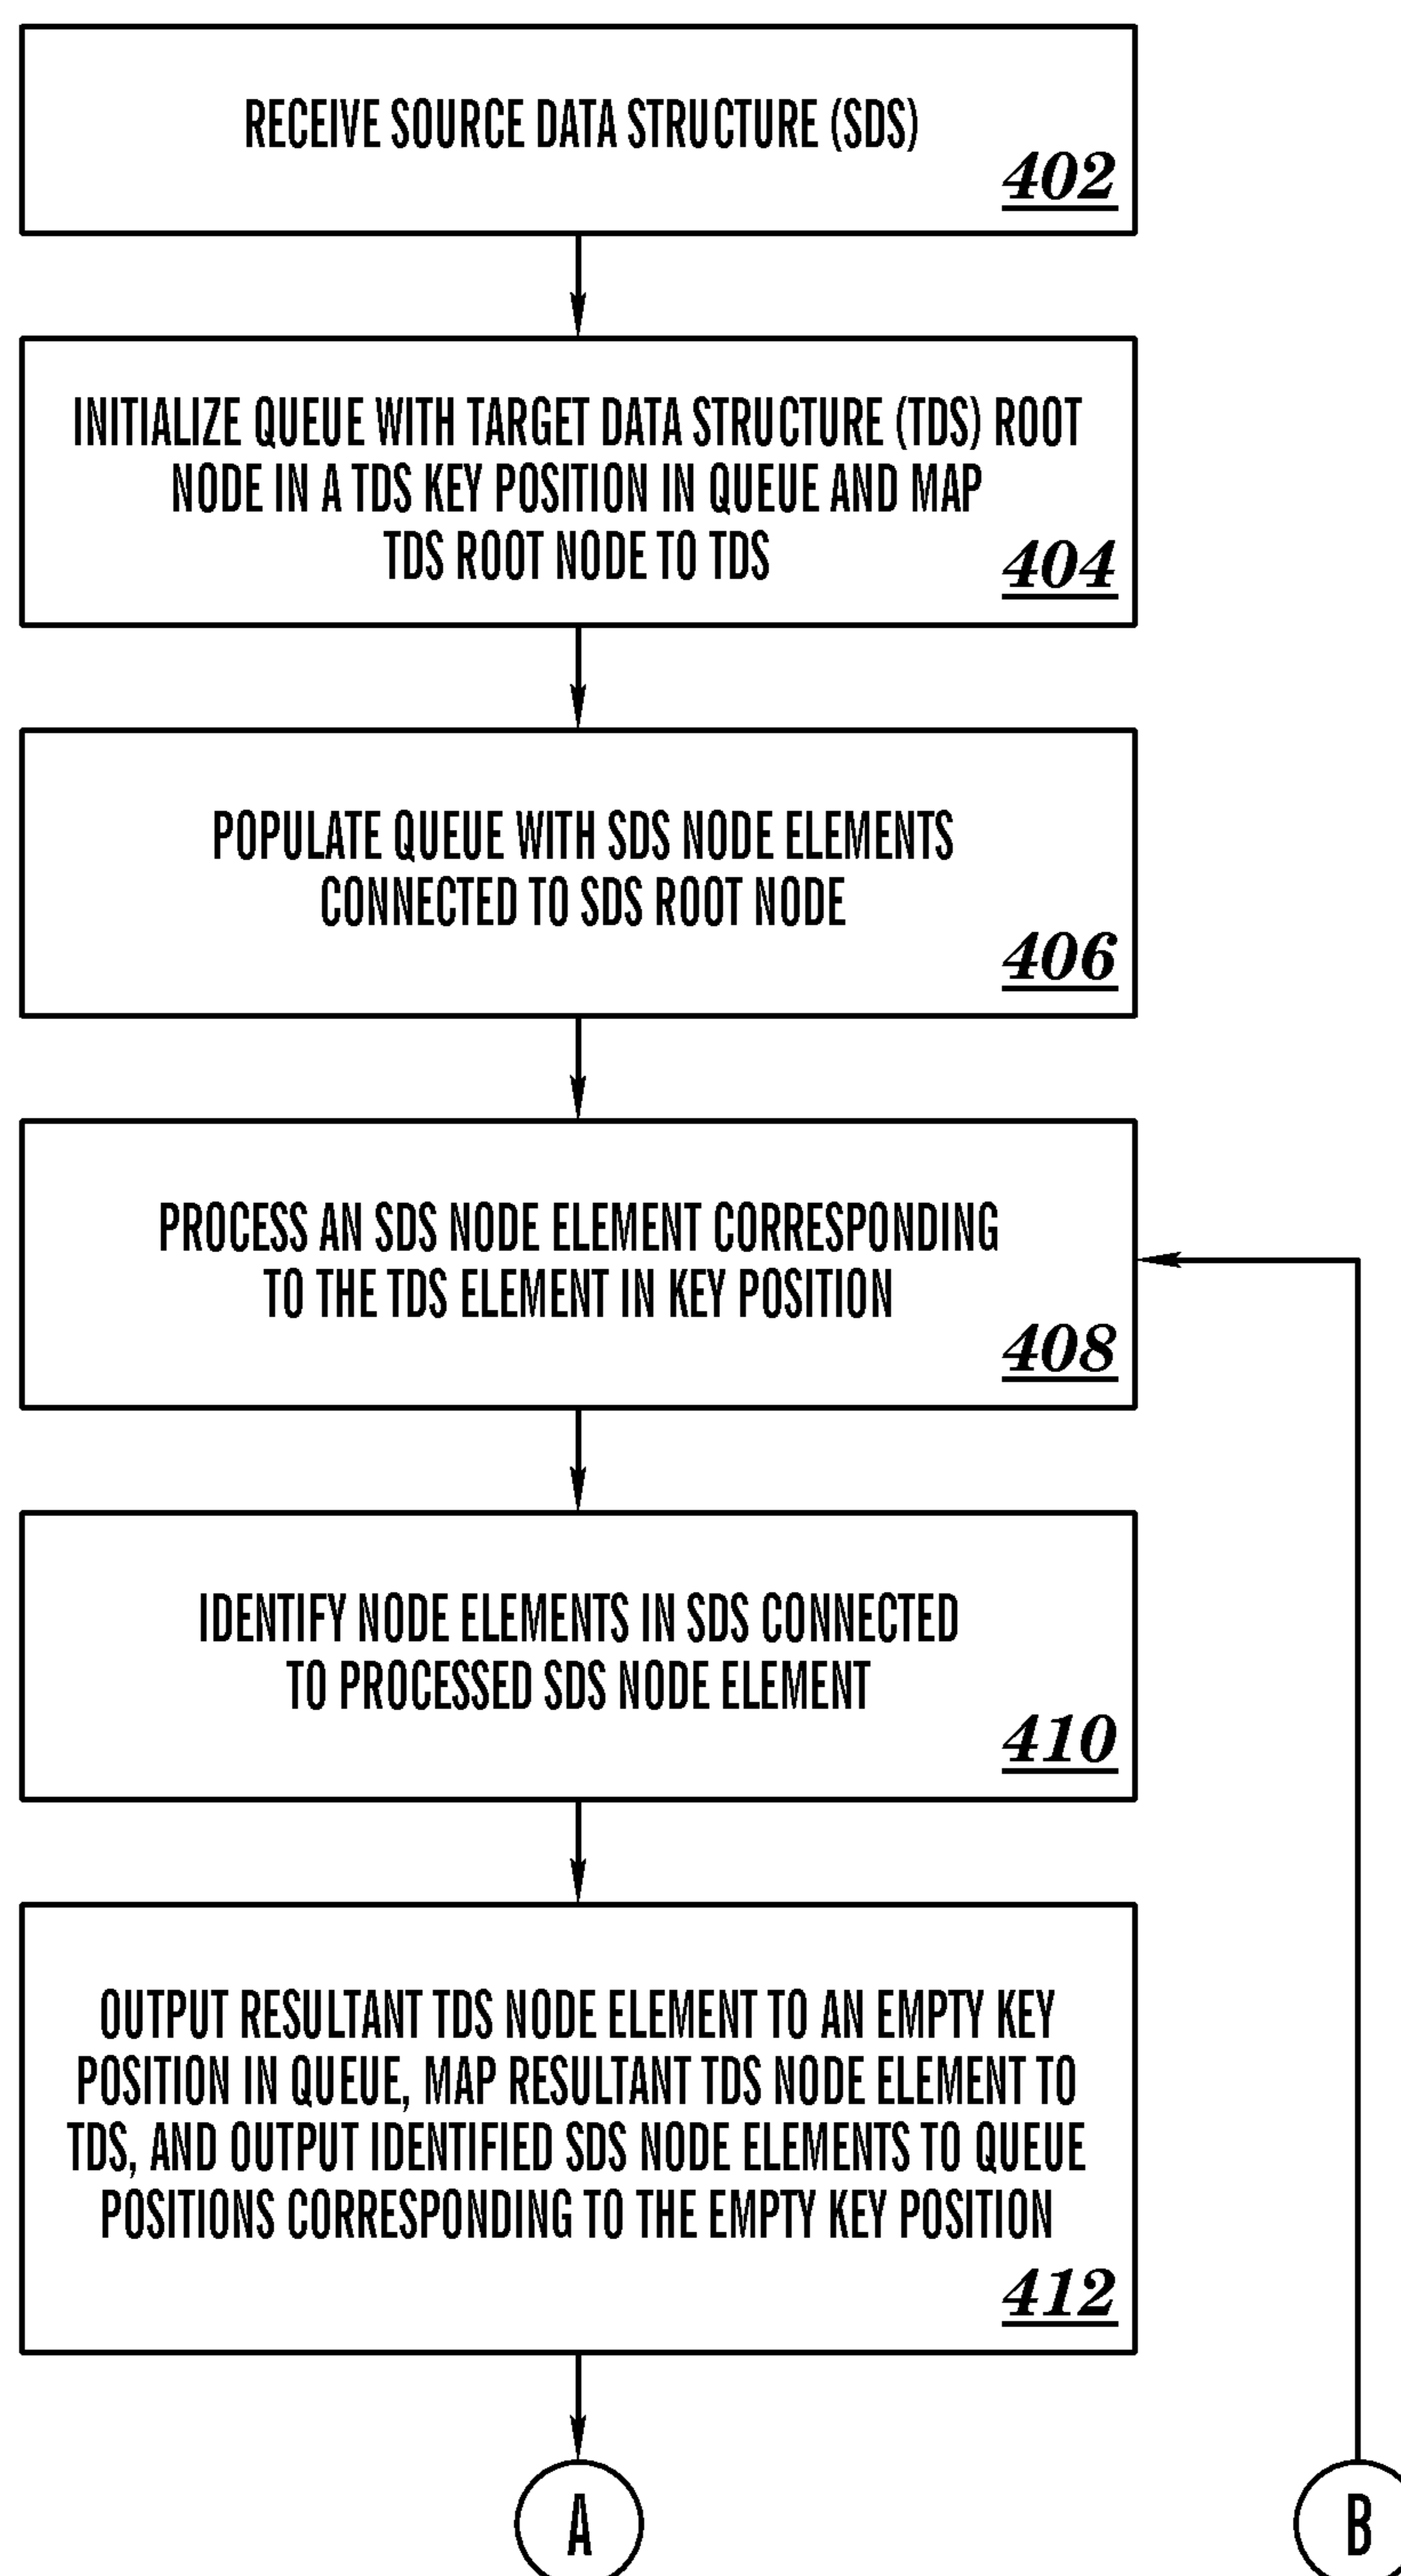 RECEIVE SOURCE DATA STRUCTURE (SDS)
402
INITIALIZE QUEUE WITH TARGET DATA STRUCTURE (TDS) ROOT
NODE IN A TDS KEY POSITION IN QUEUE AND MAP
TDS ROOT NODE TO TDS
404
POPULATE QUEUE WITH SDS NODE ELEMENTS
CONNECTED TO SDS ROOT NODE
406
PROCESS AN SDS NODE ELEMENT CORRESPONDING
TO THE TDS ELEMENT IN KEY POSITION
408
IDENTIFY NODE ELEMENTS IN SDS CONNECTED
TO PROCESSED SDS NODE ELEMENT
410
OUTPUT RESULTANT TDS NODE ELEMENT TO AN EMPTY KEY
POSITION IN QUEUE, MAP RESULTANT TDS NODE ELEMENT TO
TDS, AND OUTPUT IDENTIFIED SDS NODE ELEMENTS TO QUEUE
POSITIONS CORRESPONDING TO THE EMPTY KEY POSITION
412
A
B